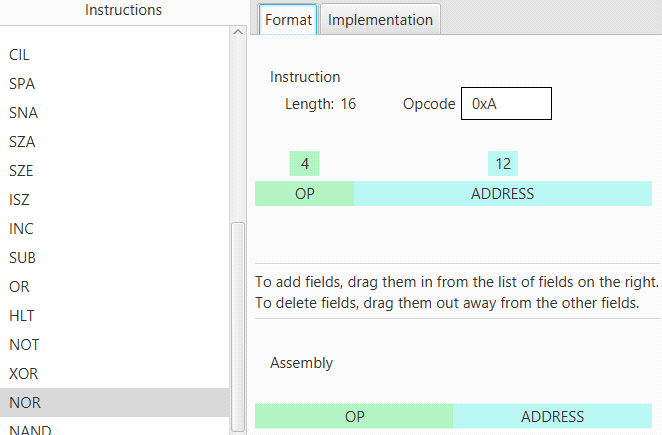 Instructions
CIL
SPA
SNA
SZA
SZE
ISZ
INC
SUB
OR
HLT
NOT
XOR
NOR
NAND
Format Implementation
Instruction
Length: 16 Opcode 0xA
4 12
OP ADDRESS
To add fields, drag them in from the list of fields on the right.
To delete fields, drag them out away from the other fields.
Assembly
OP ADDRESS